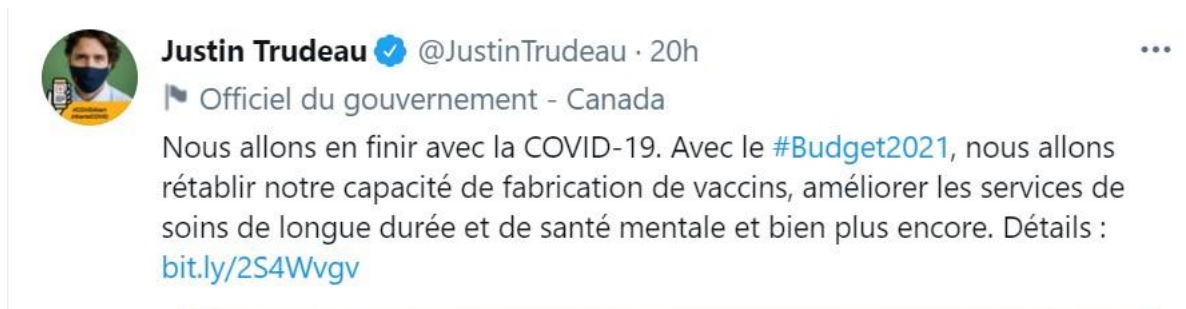 Justin Trudeau @JustinTrudeau · 20h
Officiel du gouvernement - Canada
Nous allons en finir avec la COVID-19. Avec le #Budget2021, nous allons
rétablir notre capacité de fabrication de vaccins, améliorer les services de
soins de longue durée et de santé mentale et bien plus encore. Détails :
bit.ly/2S4Wvgv